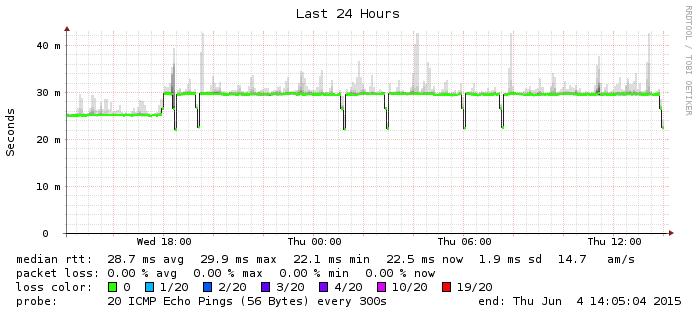 Last 24 Hours
RRDTOOL / TOBI OETIKER
Seconds
40 m
30 m
20 m
10 m
0
Wed 18:00 Thu 00:00 Thu 06:00 Thu 12:00
median rtt: 28.7 ms avg 29.9 ms max 22.1 ms min 22.5 ms now 1.9 ms sd 14.7 am/s
packet loss: 0.00 % avg 0.00 % max 0.00 % min 0.00 % now
loss color: 0 1/20 2/20 3/20 4/20 10/20 19/20
probe: 20 ICMP Echo Pings (56 Bytes) every 300s end: Thu Jun 4 14:05:04 2015